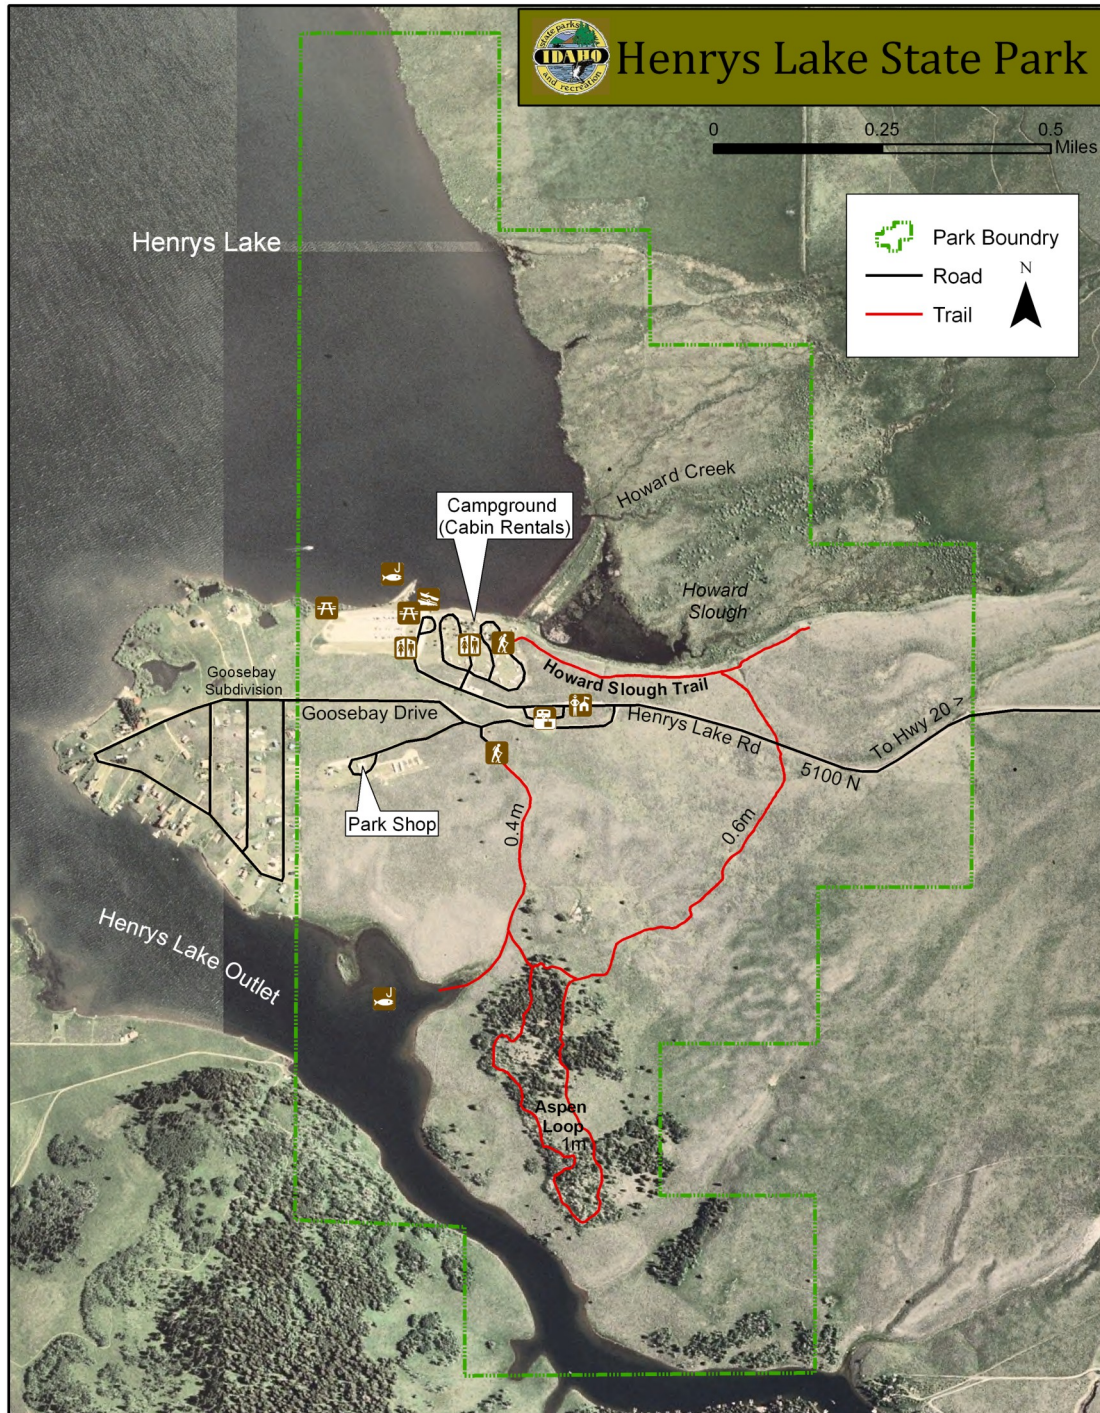 state parks
IDAHO
and recreation
Henrys Lake State Park
0 0.25 0.5
Miles
Henrys Lake
Park Boundry
Road
Trail
N
Howard Creek
Campground
(Cabin Rentals)
Howard
Slough
Goosebay
Subdivision
Howard Slough Trail
Goosebay Drive
Henrys Lake Rd
To Hwy 20 >
5100 N
Park Shop
0.4m
0.6m
Henrys Lake Outlet
Aspen
Loop
1m